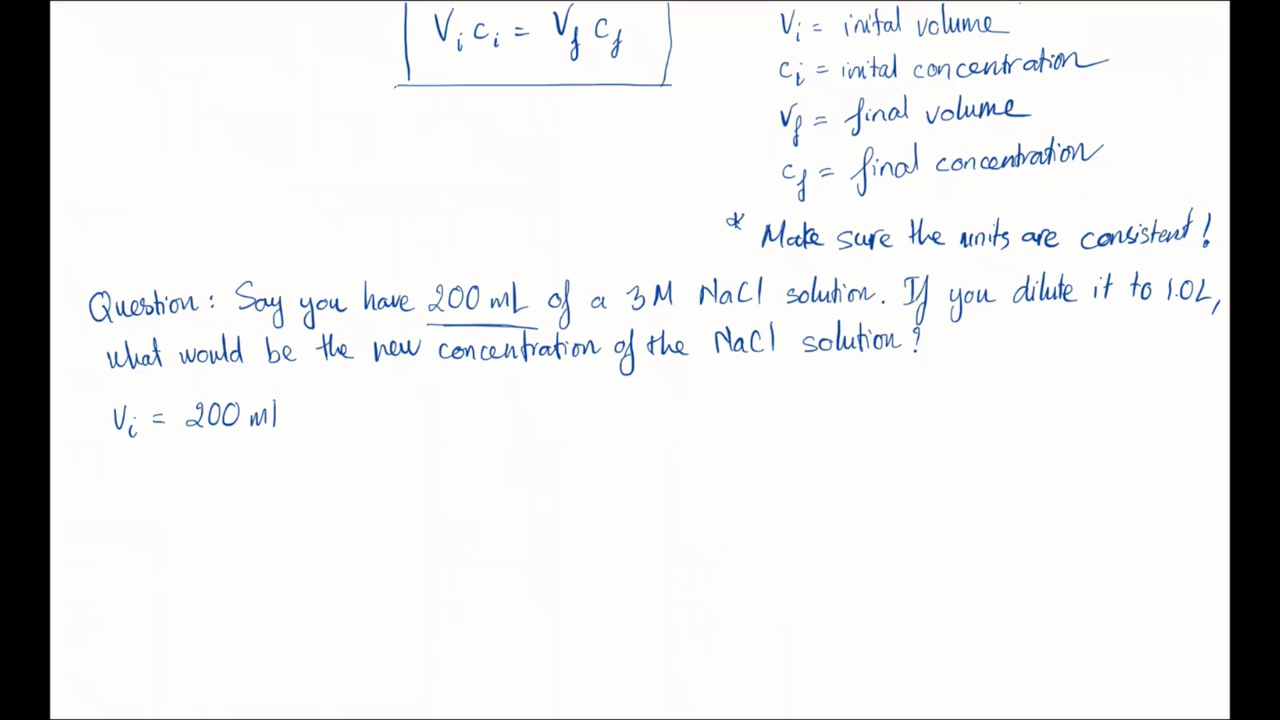 Vi ci = Vf cf
Vi = inital volume
ci = inital concentration
Vf = final volume
cf = final concentration
* Make sure the units are consistent!
Question: Say you have 200 mL of a 3M NaCl solution. If you dilute it to 1.0L,
what would be the new concentration of the NaCl solution?
Vi = 200 ml